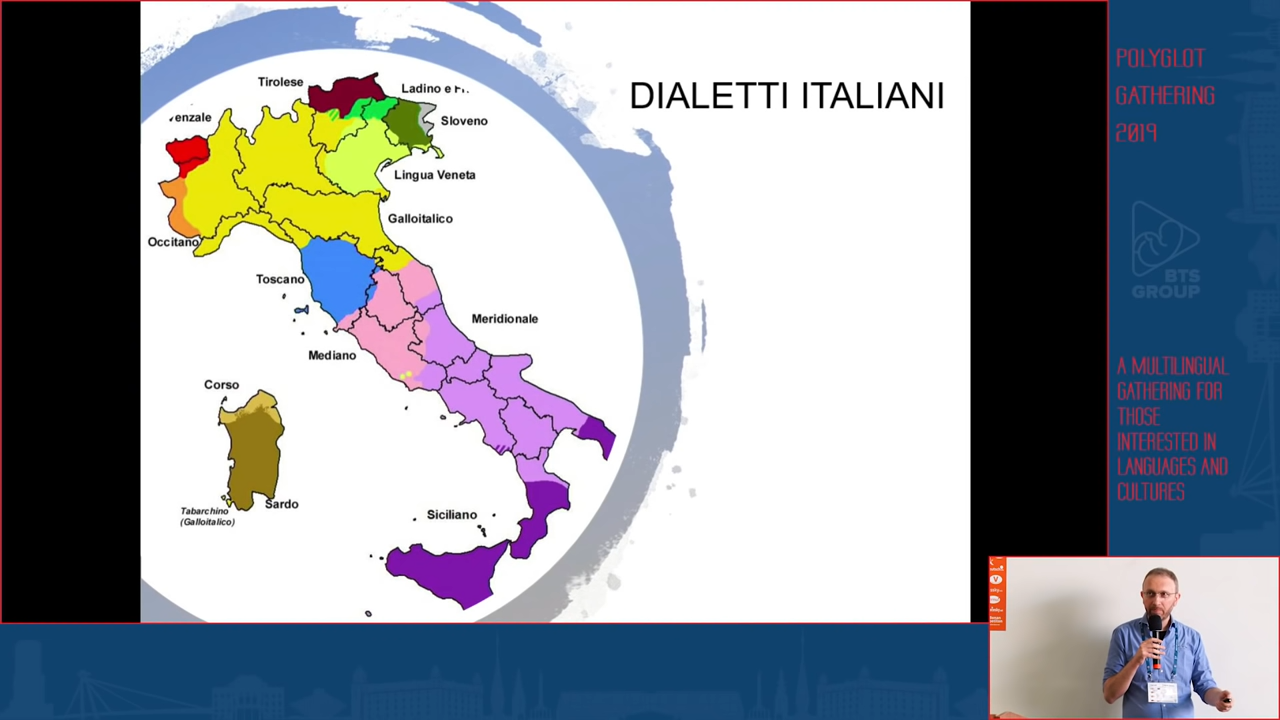 DIALETTI ITALIANI
Tirolese
Ladino e
enzale
Sloveno
Lingua Veneta
Galloitalico
Occitano
Toscano
Meridionale
Mediano
Corso
Sardo
Tabarchino
(Galloitalico)
Siciliano
POLYGLOT
GATHERING
2019
BTS
GROUP
A MULTILINGUAL
GATHERING FOR
THOSE
INTERESTED IN
LANGUAGES AND
CULTURES